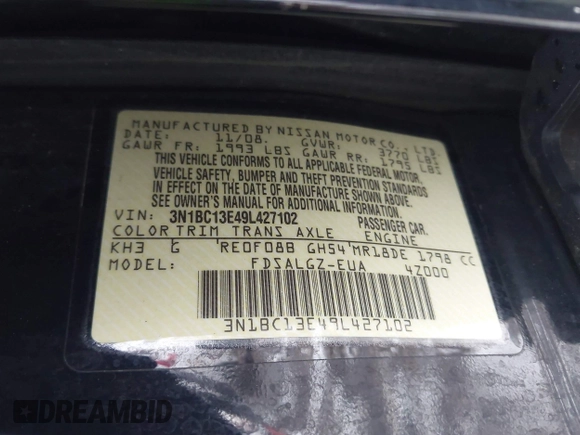 MANUFACTURED BY NISSAN MOTOR CO., LTD.
DATE: 11/08. GVWR: 3770 LBS
GAWR FR: 1993 LBS GAWR RR: 1795 LBS
THIS VEHICLE CONFORMS TO ALL APPLICABLE FEDERAL MOTOR
VEHICLE SAFETY, BUMPER AND THEFT PREVENTION STANDARDS
IN EFFECT ON THE DATE OF MANUFACTURE SHOWN ABOVE.
SEE OWNER'S MANUAL FOR ADDITIONAL INFORMATION
PASSENGER CAR.
VIN: 3N1BC13E49L427102
COLOR TRIM TRANS AXLE ENGINE
KH3 G RE0F08B GH54 MR18DE 1798 CC
FDSALGZ-EUA 4Z000
3N1BC13E49L427102
DREAMBID